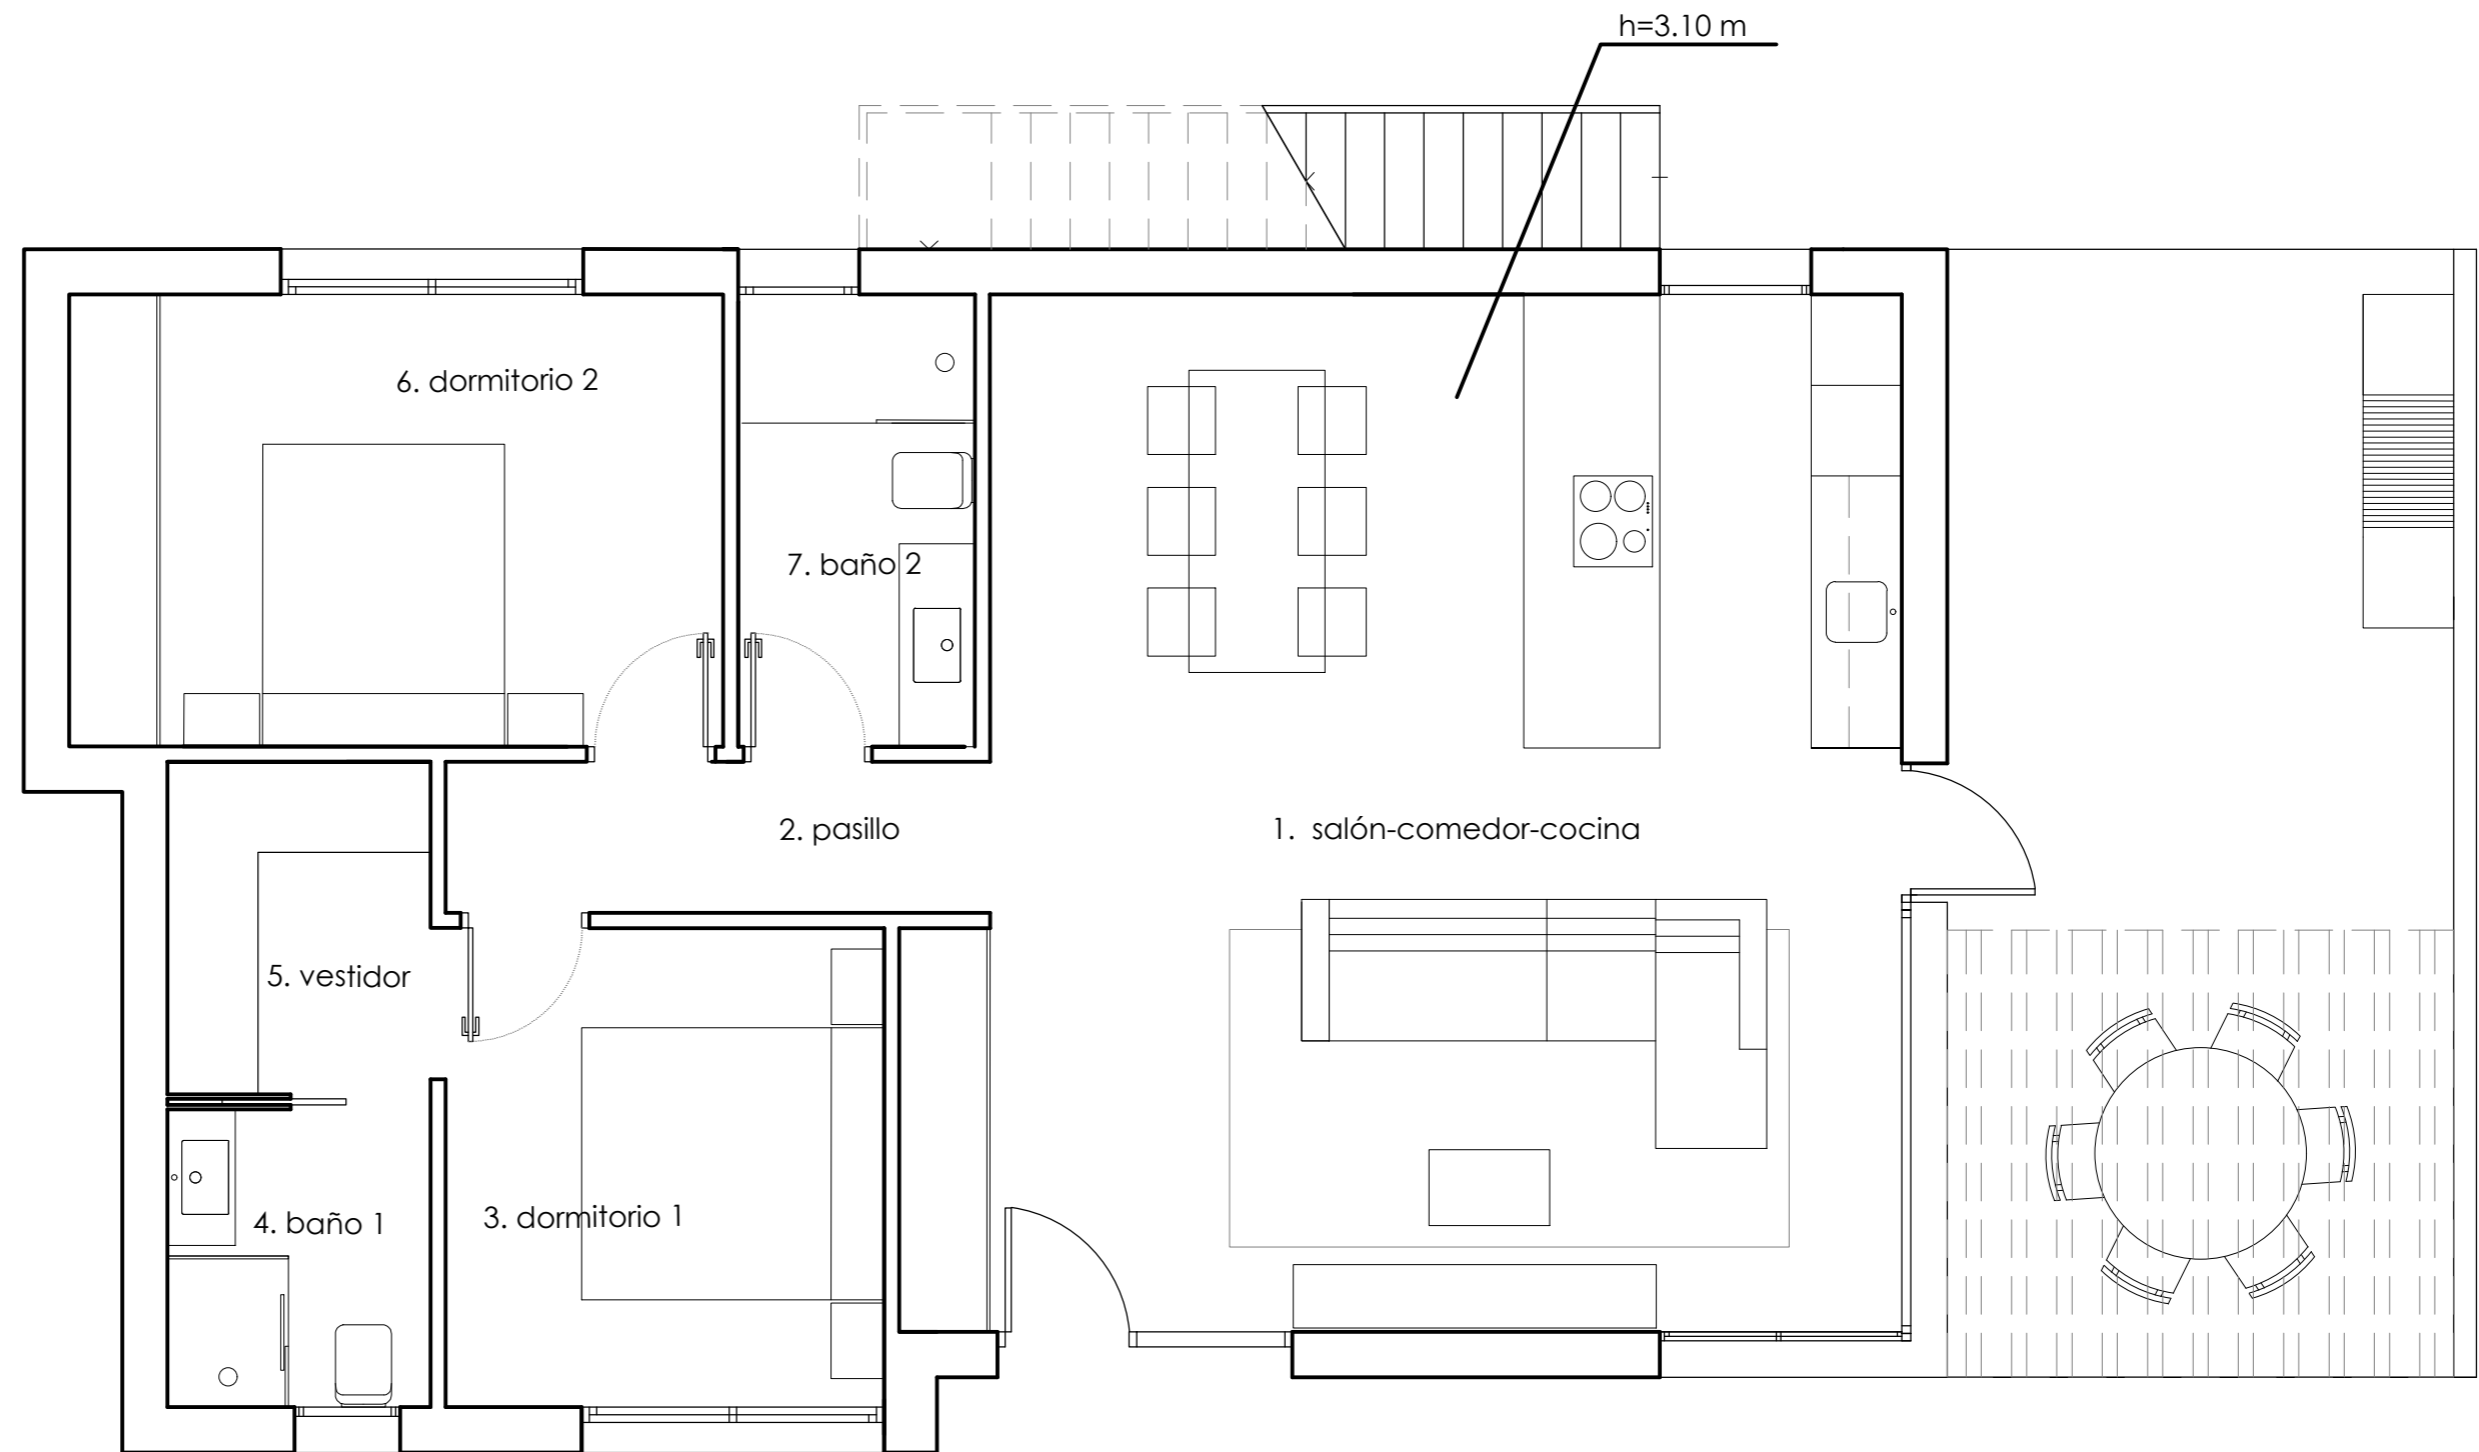 h=3.10 m
6. dormitorio 2
7. baño 2
2. pasillo
1. salón-comedor-cocina
5. vestidor
4. baño 1
3. dormitorio 1